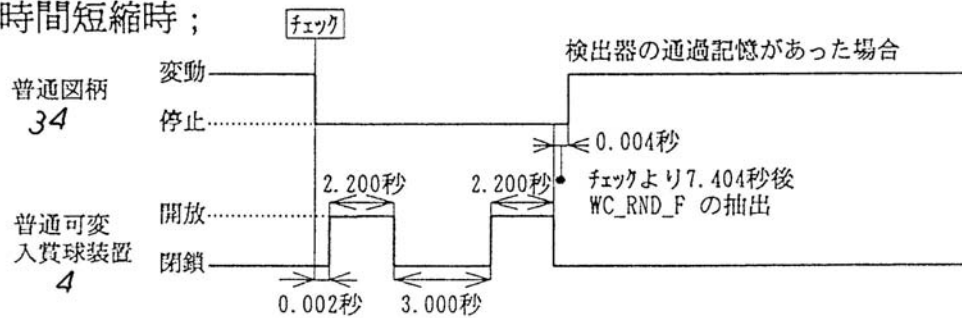 時間短縮時；
チェック
検出器の通過記憶があった場合
普通図柄
34
変動
停止
0.004秒
2.200秒
2.200秒
チェックより7.404秒後
WC_RND_F の抽出
普通可変
入賞球装置
4
開放
閉鎖
0.002秒
3.000秒